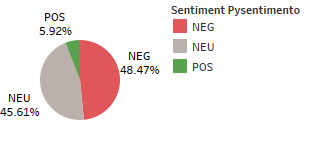 Sentiment Pysentimento
NEG
NEU
POS
POS
5.92%
NEG
48.47%
NEU
45.61%